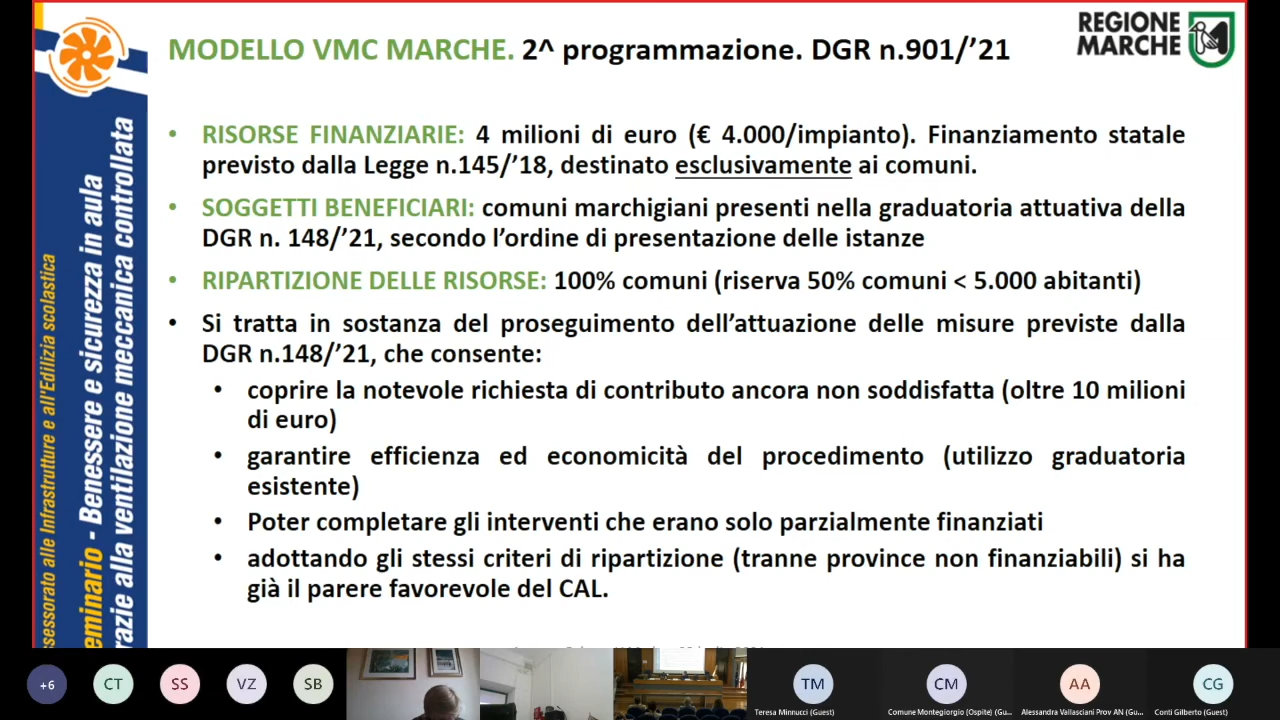 MODELLO VMC MARCHE. 2^ programmazione. DGR n.901/’21
REGIONE
MARCHE
• RISORSE FINANZIARIE: 4 milioni di euro (€ 4.000/impianto). Finanziamento statale
previsto dalla Legge n.145/’18, destinato esclusivamente ai comuni.
• SOGGETTI BENEFICIARI: comuni marchigiani presenti nella graduatoria attuativa della
DGR n. 148/’21, secondo l’ordine di presentazione delle istanze
• RIPARTIZIONE DELLE RISORSE: 100% comuni (riserva 50% comuni < 5.000 abitanti)
• Si tratta in sostanza del proseguimento dell’attuazione delle misure previste dalla
DGR n.148/’21, che consente:
• coprire la notevole richiesta di contributo ancora non soddisfatta (oltre 10 milioni
di euro)
• garantire efficienza ed economicità del procedimento (utilizzo graduatoria
esistente)
• Poter completare gli interventi che erano solo parzialmente finanziati
• adottando gli stessi criteri di ripartizione (tranne province non finanziabili) si ha
già il parere favorevole del CAL.
ssessorato alle Infrastrutture e all'Edilizia scolastica
eminario - Benessere e sicurezza in aula
razie alla ventilazione meccanica controllata
+6
CT
SS
VZ
SB
TM
CM
AA
CG
Teresa Minnucci (Guest)
Comune Montegiorgio (Ospite) (Gu...
Alessandra Vallasciani Prov AN (Gu...
Conti Gilberto (Guest)